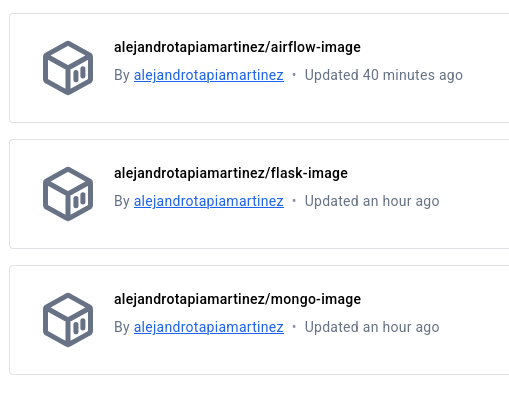 alejandrotapiamartinez/airflow-image
By alejandrotapiamartinez • Updated 40 minutes ago
alejandrotapiamartinez/flask-image
By alejandrotapiamartinez • Updated an hour ago
alejandrotapiamartinez/mongo-image
By alejandrotapiamartinez • Updated an hour ago